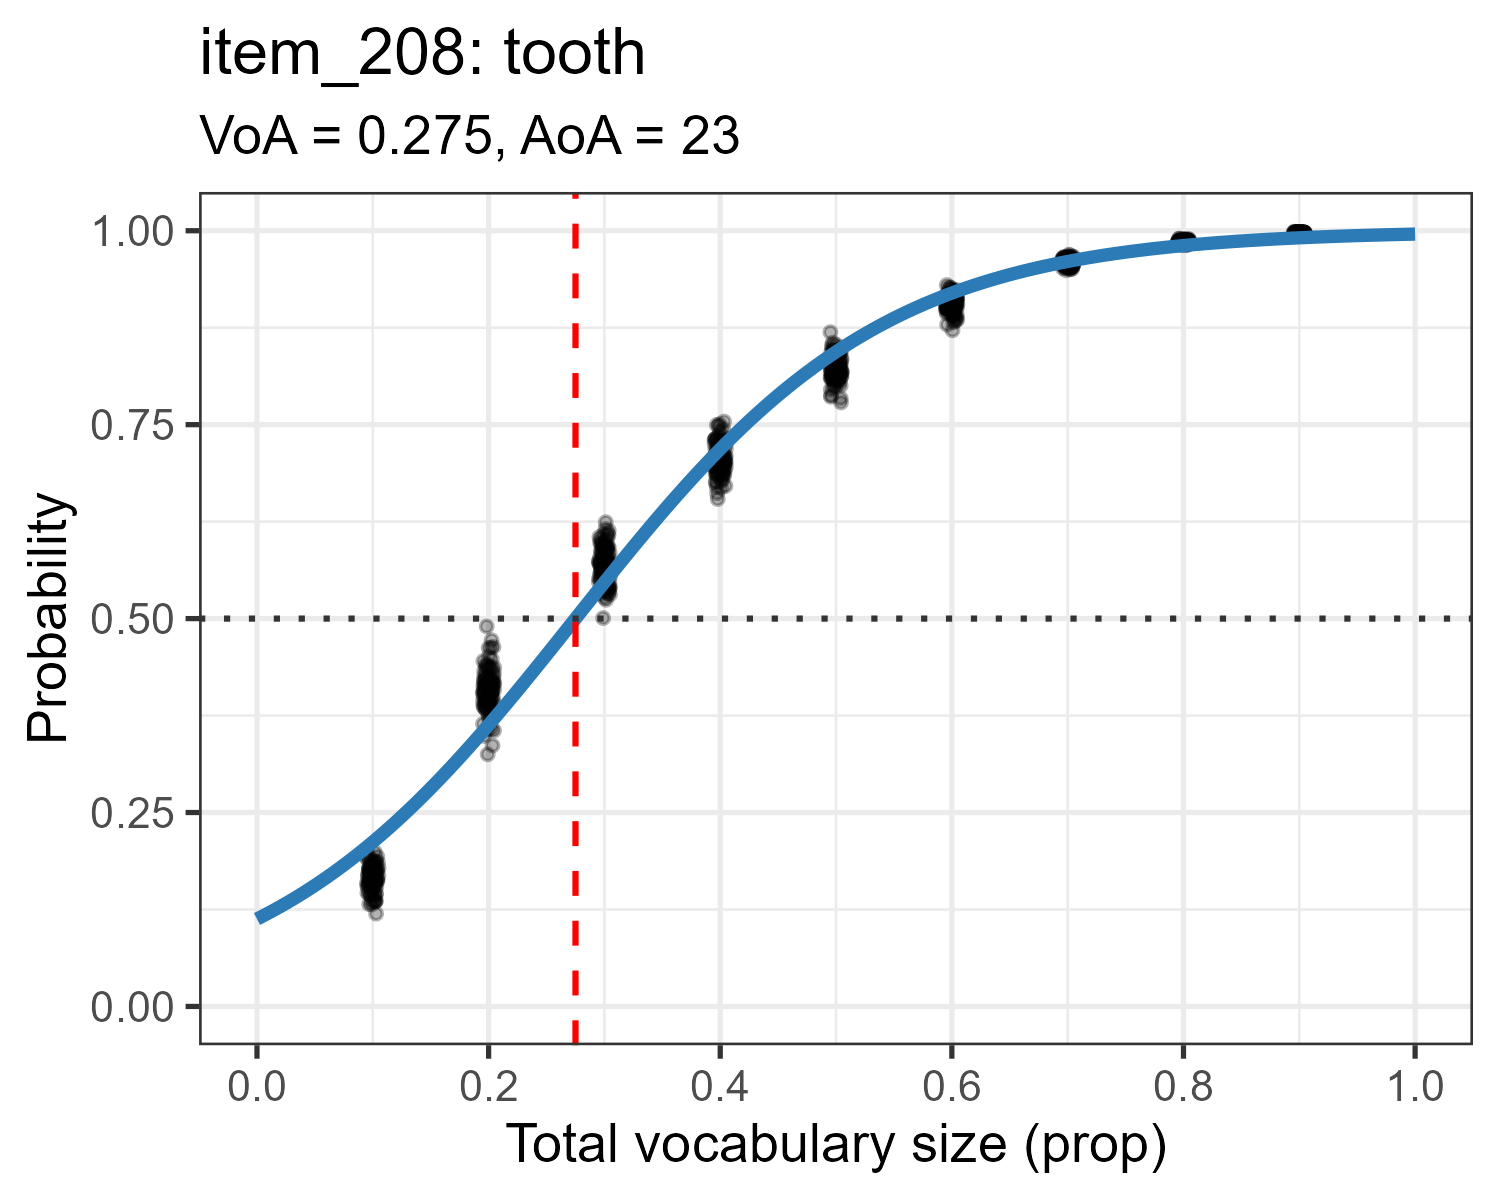 item_208: tooth
VoA = 0.275, AoA = 23
1.00
0.75
0.50
0.25
0.00
Probability
0.0 0.2 0.4 0.6 0.8 1.0
Total vocabulary size (prop)